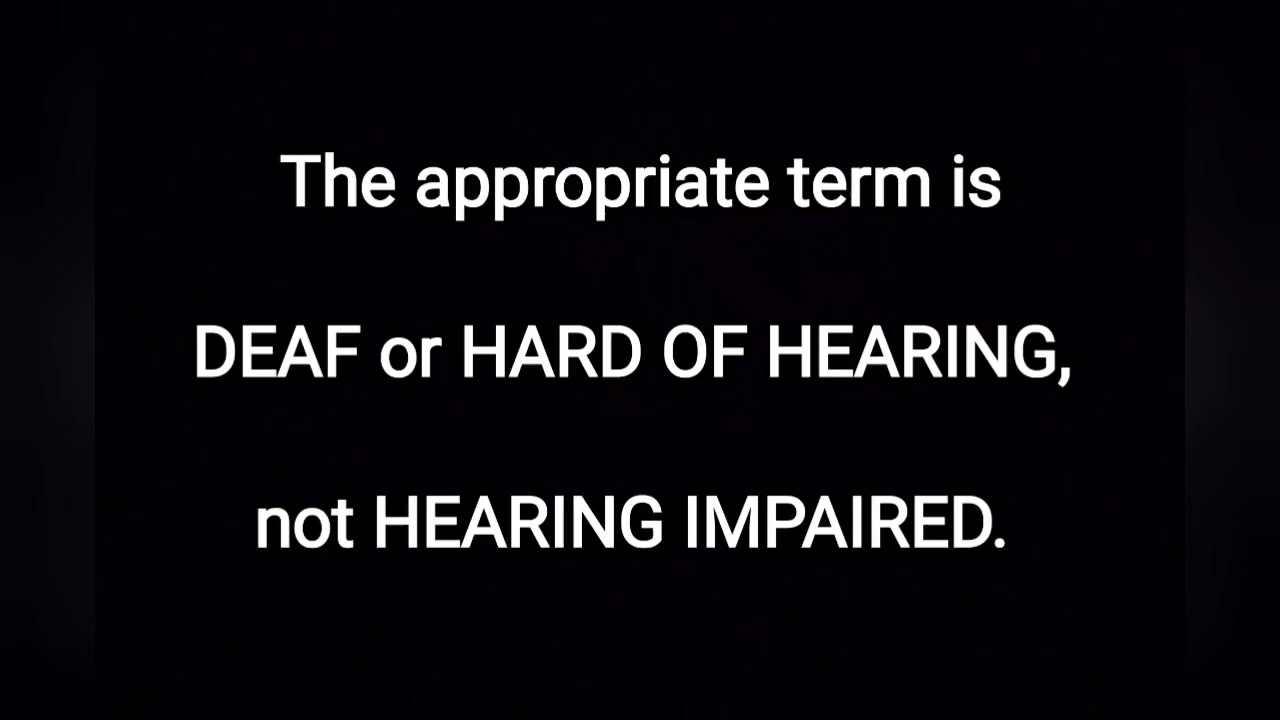 The appropriate term is
DEAF or HARD OF HEARING,
not HEARING IMPAIRED.